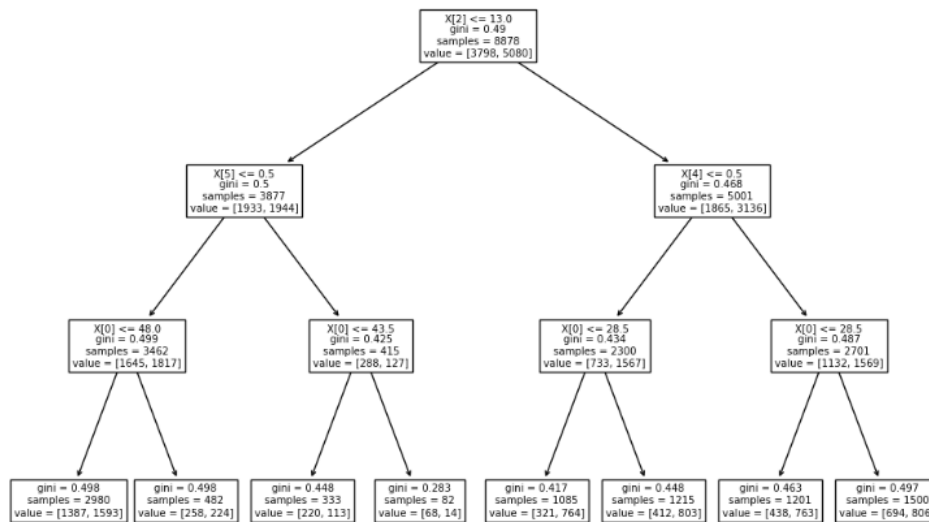 X[2] <= 13.0
gini = 0.49
samples = 8878
value = [3798, 5080]
X[5] <= 0.5
gini = 0.5
samples = 3877
value = [1933, 1944]
X[4] <= 0.5
gini = 0.468
samples = 5001
value = [1865, 3136]
X[0] <= 48.0
gini = 0.499
samples = 3462
value = [1645, 1817]
X[0] <= 43.5
gini = 0.425
samples = 415
value = [288, 127]
X[0] <= 28.5
gini = 0.434
samples = 2300
value = [733, 1567]
X[0] <= 28.5
gini = 0.487
samples = 2701
value = [1132, 1569]
gini = 0.498
samples = 2980
value = [1387, 1593]
gini = 0.498
samples = 482
value = [258, 224]
gini = 0.448
samples = 333
value = [220, 113]
gini = 0.283
samples = 82
value = [68, 14]
gini = 0.417
samples = 1085
value = [321, 764]
gini = 0.448
samples = 1215
value = [412, 803]
gini = 0.463
samples = 1201
value = [438, 763]
gini = 0.497
samples = 1500
value = [694, 806]